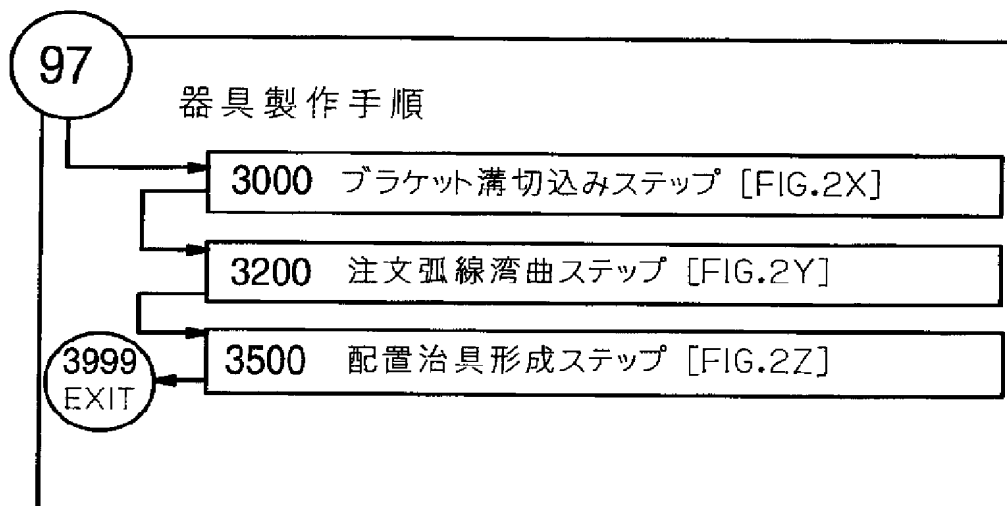 97
器具製作手順
3000 ブラケット溝切込みステップ [FIG.2X]
3200 注文弧線湾曲ステップ [FIG.2Y]
3500 配置治具形成ステップ [FIG.2Z]
3999
EXIT